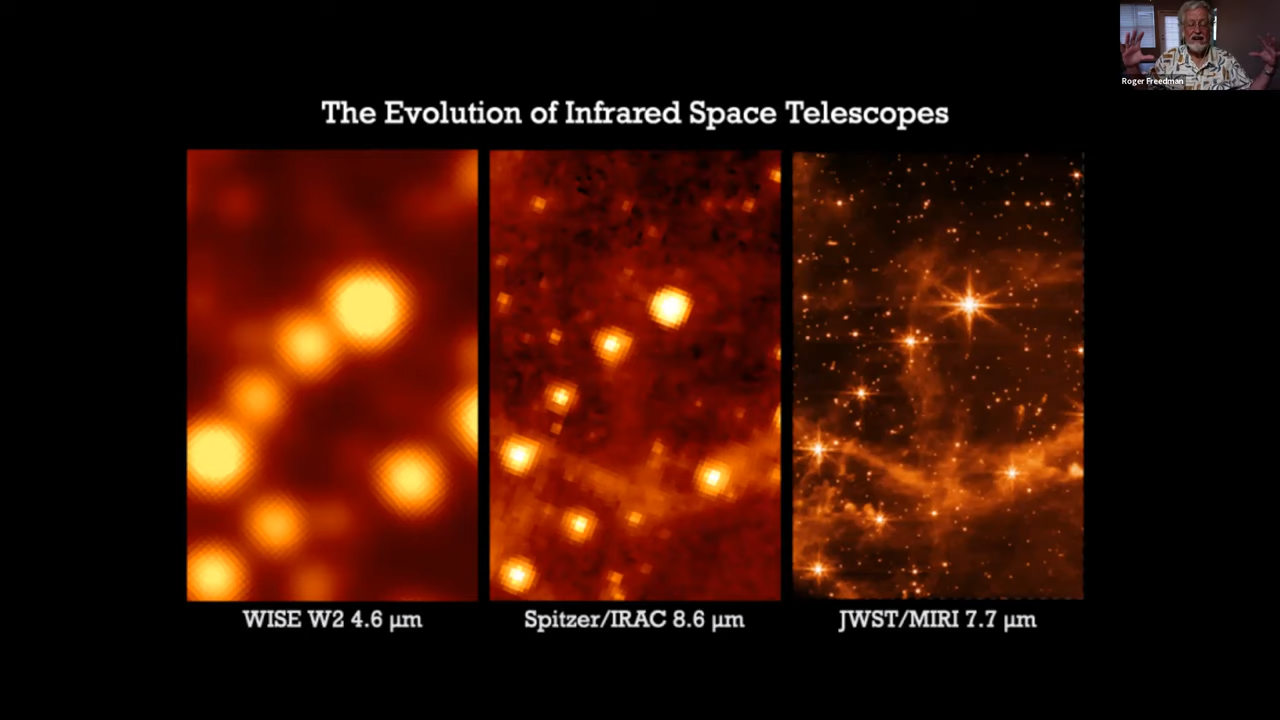 Roger Freedman
The Evolution of Infrared Space Telescopes
WISE W2 4.6 μm
Spitzer/IRAC 8.6 μm
JWST/MIRI 7.7 μm